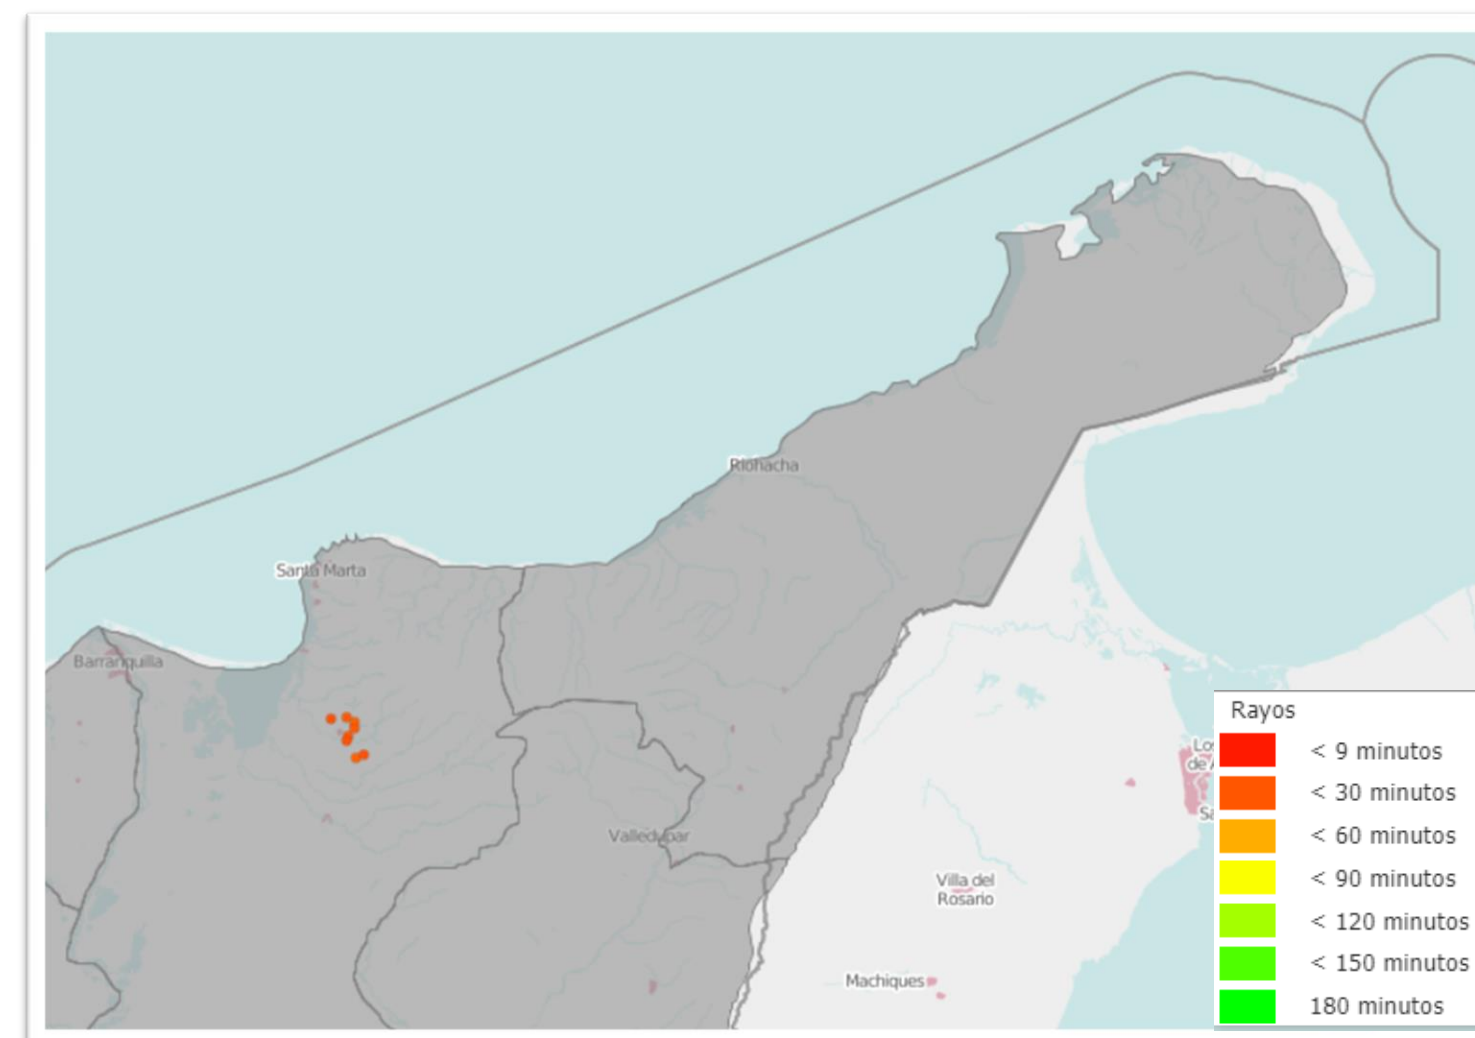 Riohacha
Santa Marta
Barranquilla
Valledupar
Villa del
Rosario
Machiques
Rayos
< 9 minutos
< 30 minutos
< 60 minutos
< 90 minutos
< 120 minutos
< 150 minutos
180 minutos